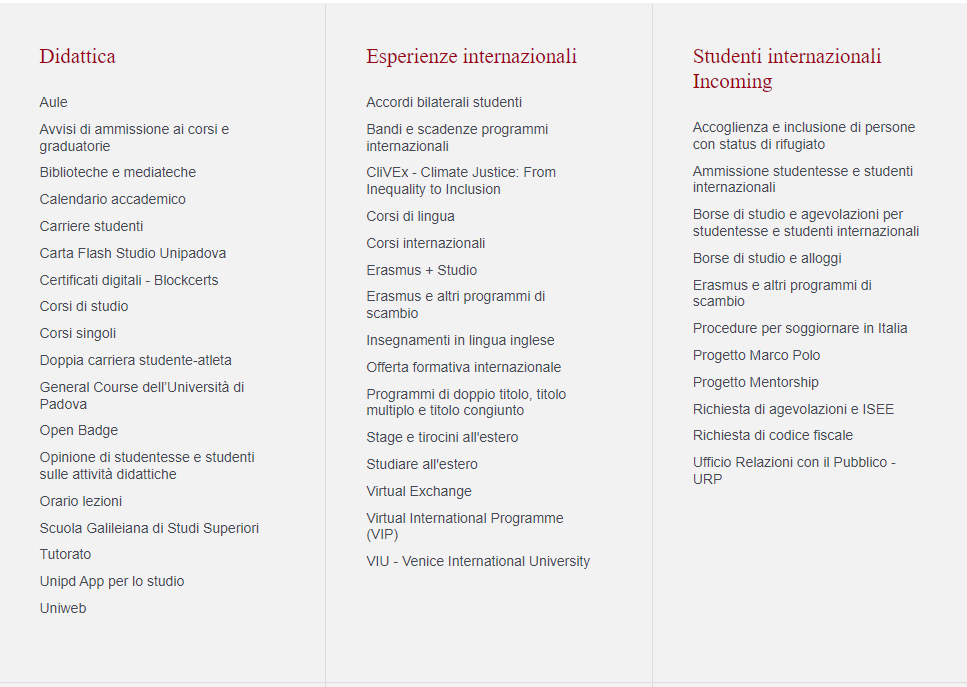 Didattica
Aule
Avvisi di ammissione ai corsi e
graduatorie
Biblioteche e mediateche
Calendario accademico
Carriere studenti
Carta Flash Studio Unipadova
Certificati digitali - Blockcerts
Corsi di studio
Corsi singoli
Doppia carriera studente-atleta
General Course dell'Università di
Padova
Open Badge
Opinione di studentesse e studenti
sulle attività didattiche
Orario lezioni
Scuola Galileiana di Studi Superiori
Tutorato
Unipd App per lo studio
Uniweb
Esperienze internazionali
Accordi bilaterali studenti
Bandi e scadenze programmi
internazionali
CliVEx - Climate Justice: From
Inequality to Inclusion
Corsi di lingua
Corsi internazionali
Erasmus + Studio
Erasmus e altri programmi di
scambio
Insegnamenti in lingua inglese
Offerta formativa internazionale
Programmi di doppio titolo, titolo
multiplo e titolo congiunto
Stage e tirocini all'estero
Studiare all'estero
Virtual Exchange
Virtual International Programme
(VIP)
VIU - Venice International University
Studenti internazionali
Incoming
Accoglienza e inclusione di persone
con status di rifugiato
Ammissione studentesse e studenti
internazionali
Borse di studio e agevolazioni per
studentesse e studenti internazionali
Borse di studio e alloggi
Erasmus e altri programmi di
scambio
Procedure per soggiornare in Italia
Progetto Marco Polo
Progetto Mentorship
Richiesta di agevolazioni e ISEE
Richiesta di codice fiscale
Ufficio Relazioni con il Pubblico -
URP